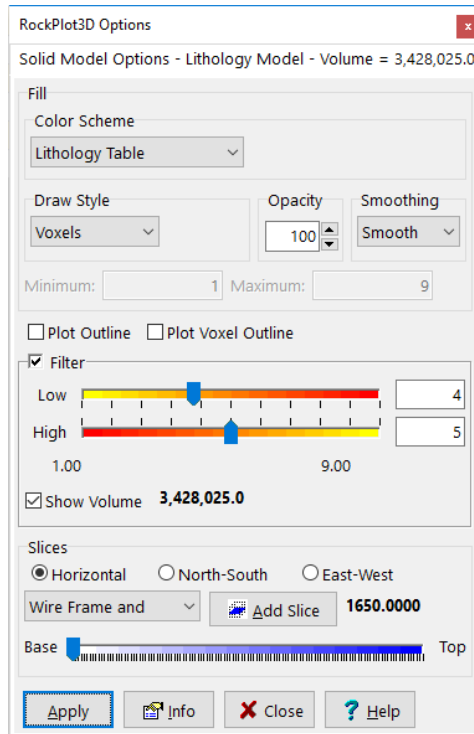 RockPlot3D Options
x
Solid Model Options - Lithology Model - Volume = 3,428,025.0
Fill
Color Scheme
Lithology Table
Draw Style
Opacity
Smoothing
Voxels
100
Smooth
Minimum: 1 Maximum: 9
Plot Outline Plot Voxel Outline
Filter
Low 4
High 5
1.00 9.00
Show Volume 3,428,025.0
Slices
Horizontal North-South East-West
Wire Frame and Add Slice 1650.0000
Base Top
Apply Info Close Help